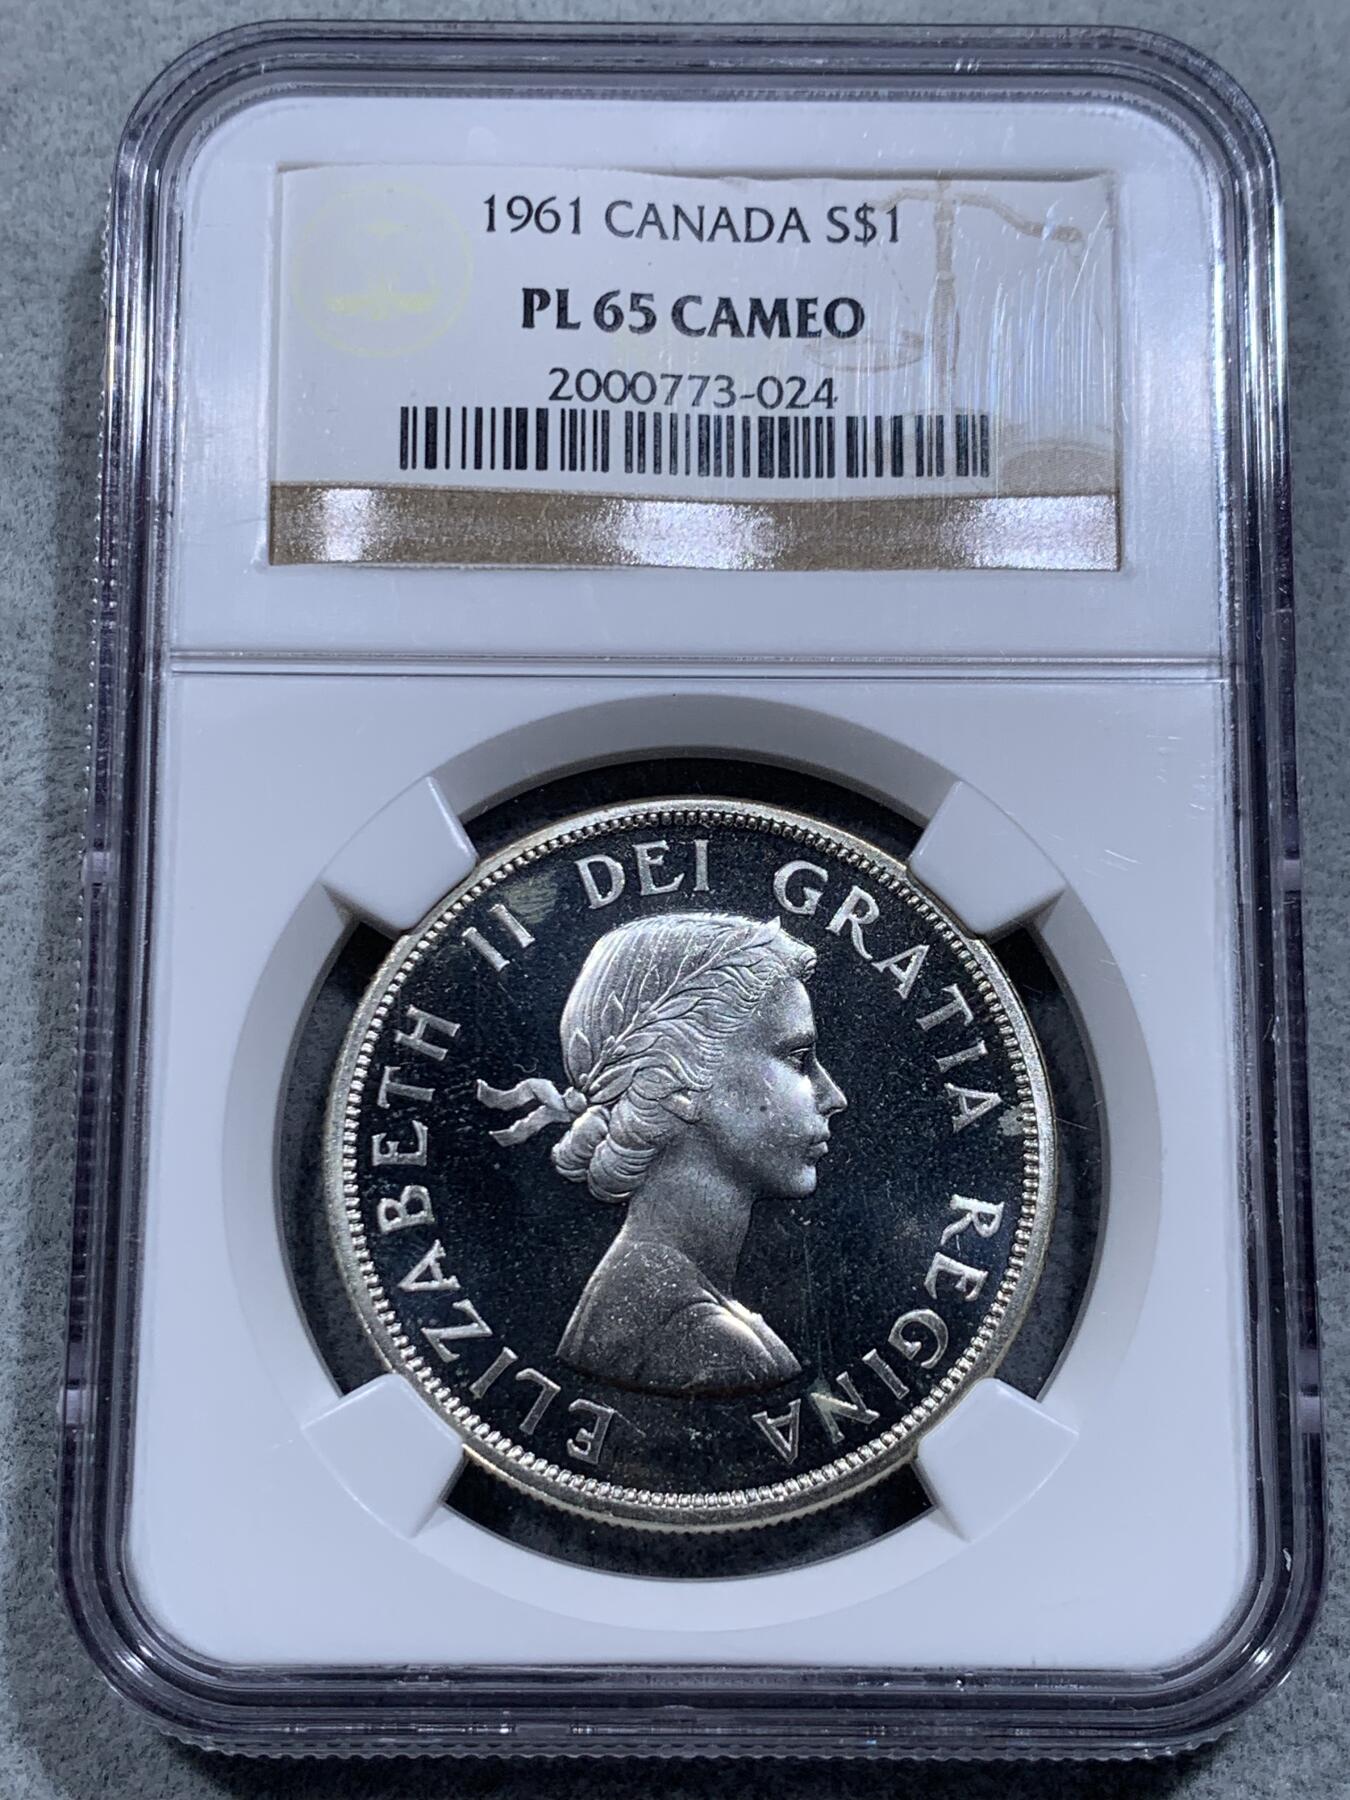 1961 CANADA S$1
PL 65 CAMEO
2000773-024
ELIZABETH II DEI GRATIA REGINA